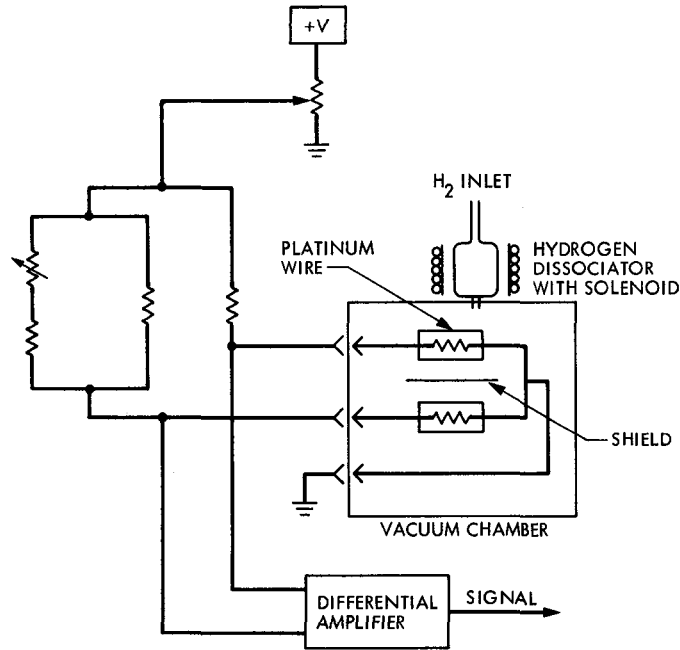 +V
H2 INLET
PLATINUM
WIRE
HYDROGEN
DISSOCIATOR
WITH SOLENOID
SHIELD
VACUUM CHAMBER
DIFFERENTIAL
AMPLIFIER
SIGNAL